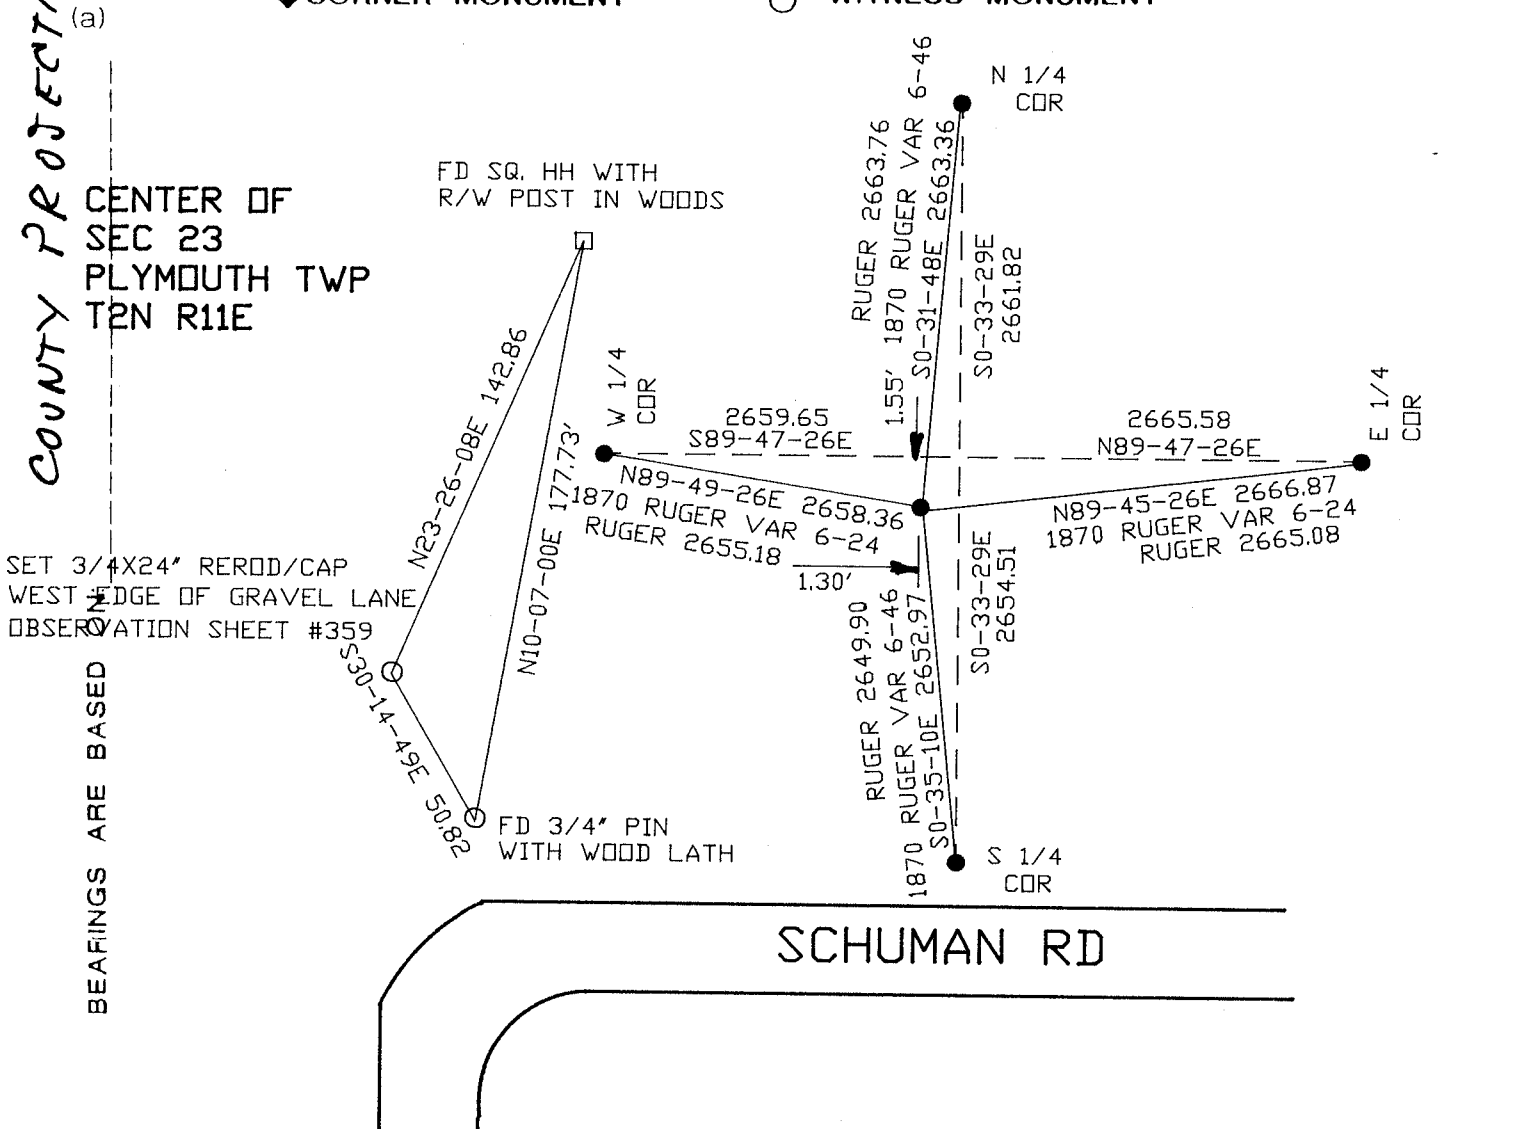 (a)
CORNER MONUMENT
WITNESS MONUMENT
COUNTY PROJECT
CENTER OF
SEC 23
PLYMOUTH TWP
T2N R11E
FD SQ. HH WITH
R/W POST IN WOODS
N23-26-08E 142.86
N10-07-00E 177.73'
SET 3/4X24" REROD/CAP
WEST EDGE OF GRAVEL LANE
OBSERVATION SHEET #359
S30-14-49E 50.82
FD 3/4" PIN
WITH WOOD LATH
BEARINGS ARE BASED ON
N 1/4
COR
RUGER 2663.76
1870 RUGER VAR 6-46
S0-31-48E 2663.36
1.55'
S0-33-29E
2661.82
W 1/4
COR
2659.65
S89-47-26E
N89-49-26E 2658.36
1870 RUGER VAR 6-24
RUGER 2655.18
1.30'
2665.58
N89-47-26E
E 1/4
COR
N89-45-26E 2666.87
1870 RUGER VAR 6-24
RUGER 2665.08
RUGER 2649.90
1870 RUGER VAR 6-46
S0-35-10E 2652.97
S0-33-29E
2654.51
S 1/4
COR
SCHUMAN RD